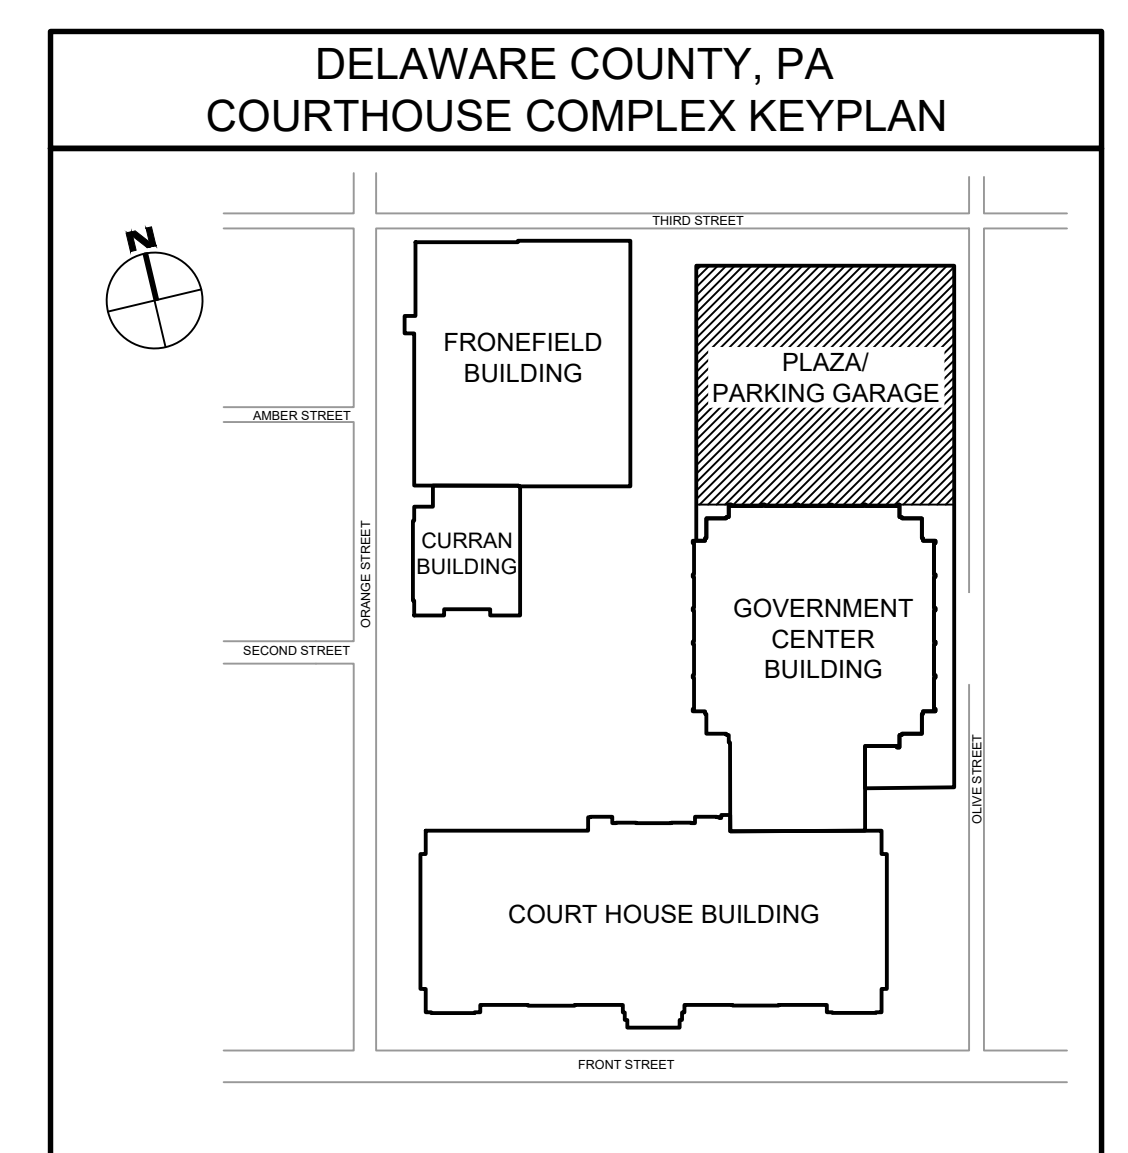 DELAWARE COUNTY, PA
COURTHOUSE COMPLEX KEYPLAN
THIRD STREET
N
FRONEFIELD
BUILDING
PLAZA/
PARKING GARAGE
AMBER STREET
ORANGE STREET
CURRAN
BUILDING
GOVERNMENT
CENTER
BUILDING
SECOND STREET
OLIVE STREET
COURT HOUSE BUILDING
FRONT STREET